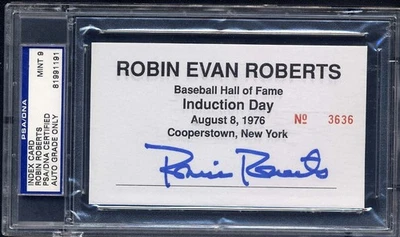 PSA/DNA
MINT 9
81991191
INDEX CARD
ROBIN ROBERTS
PSA/DNA CERTIFIED
AUTO GRADE ONLY
ROBIN EVAN ROBERTS
Baseball Hall of Fame
Induction Day
August 8, 1976
Nº 3636
Cooperstown, New York
Robin Roberts